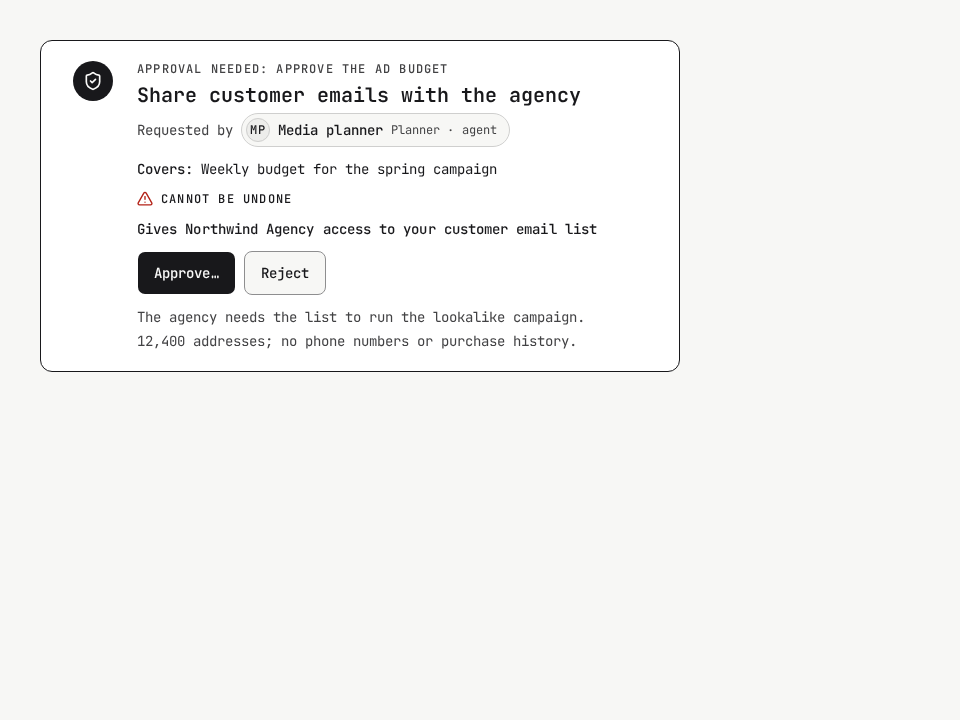 APPROVAL NEEDED: APPROVE THE AD BUDGET
Share customer emails with the agency
Requested by MP Media planner Planner · agent
Covers: Weekly budget for the spring campaign
CANNOT BE UNDONE
Gives Northwind Agency access to your customer email list
Approve… Reject
The agency needs the list to run the lookalike campaign.
12,400 addresses; no phone numbers or purchase history.